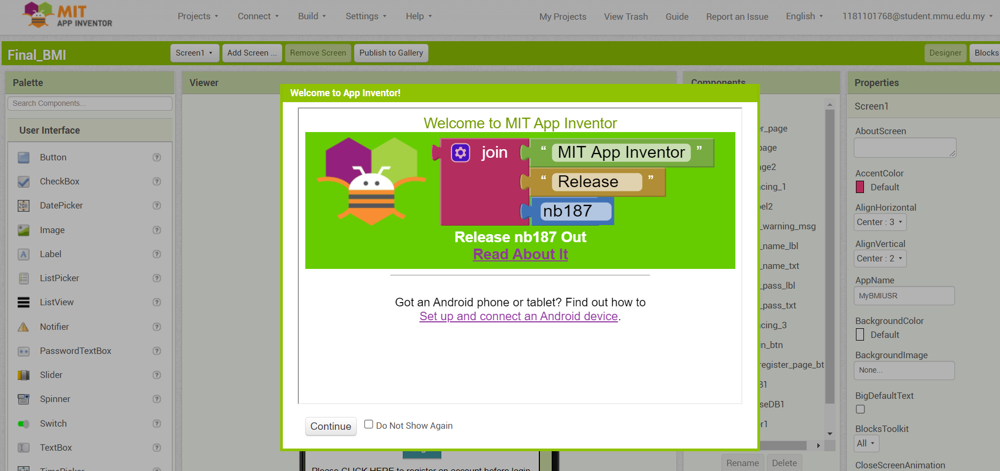 MIT
APP INVENTOR
Projects
Connect
Build
Settings
Help
My Projects
View Trash
Guide
Report an Issue
English
1181101768@student.mmu.edu.my
Final_BMI
Screen1
Add Screen ...
Remove Screen
Publish to Gallery
Designer
Blocks
Palette
Search Components...
User Interface
Button
CheckBox
DatePicker
Image
Label
ListPicker
ListView
Notifier
PasswordTextBox
Slider
Spinner
Switch
TextBox
TimePicker
Viewer
Welcome to App Inventor!
Welcome to MIT App Inventor
join
“ MIT App Inventor ”
“ Release ”
nb187
Release nb187 Out
Read About It
Got an Android phone or tablet? Find out how to
Set up and connect an Android device.
Continue
Do Not Show Again
Please CLICK HERE to register an account before login
Components
r_page
page
ge2
cing_1
el2
_warning_msg
_name_lbl
_name_txt
_pass_lbl
_pass_txt
cing_3
in_btn
register_page_bt
B1
seDB1
r1
Rename
Delete
Properties
Screen1
AboutScreen
AccentColor
Default
AlignHorizontal
Center : 3
AlignVertical
Center : 2
AppName
MyBMIUSR
BackgroundColor
Default
BackgroundImage
None...
BigDefaultText
BlocksToolkit
All
CloseScreenAnimation